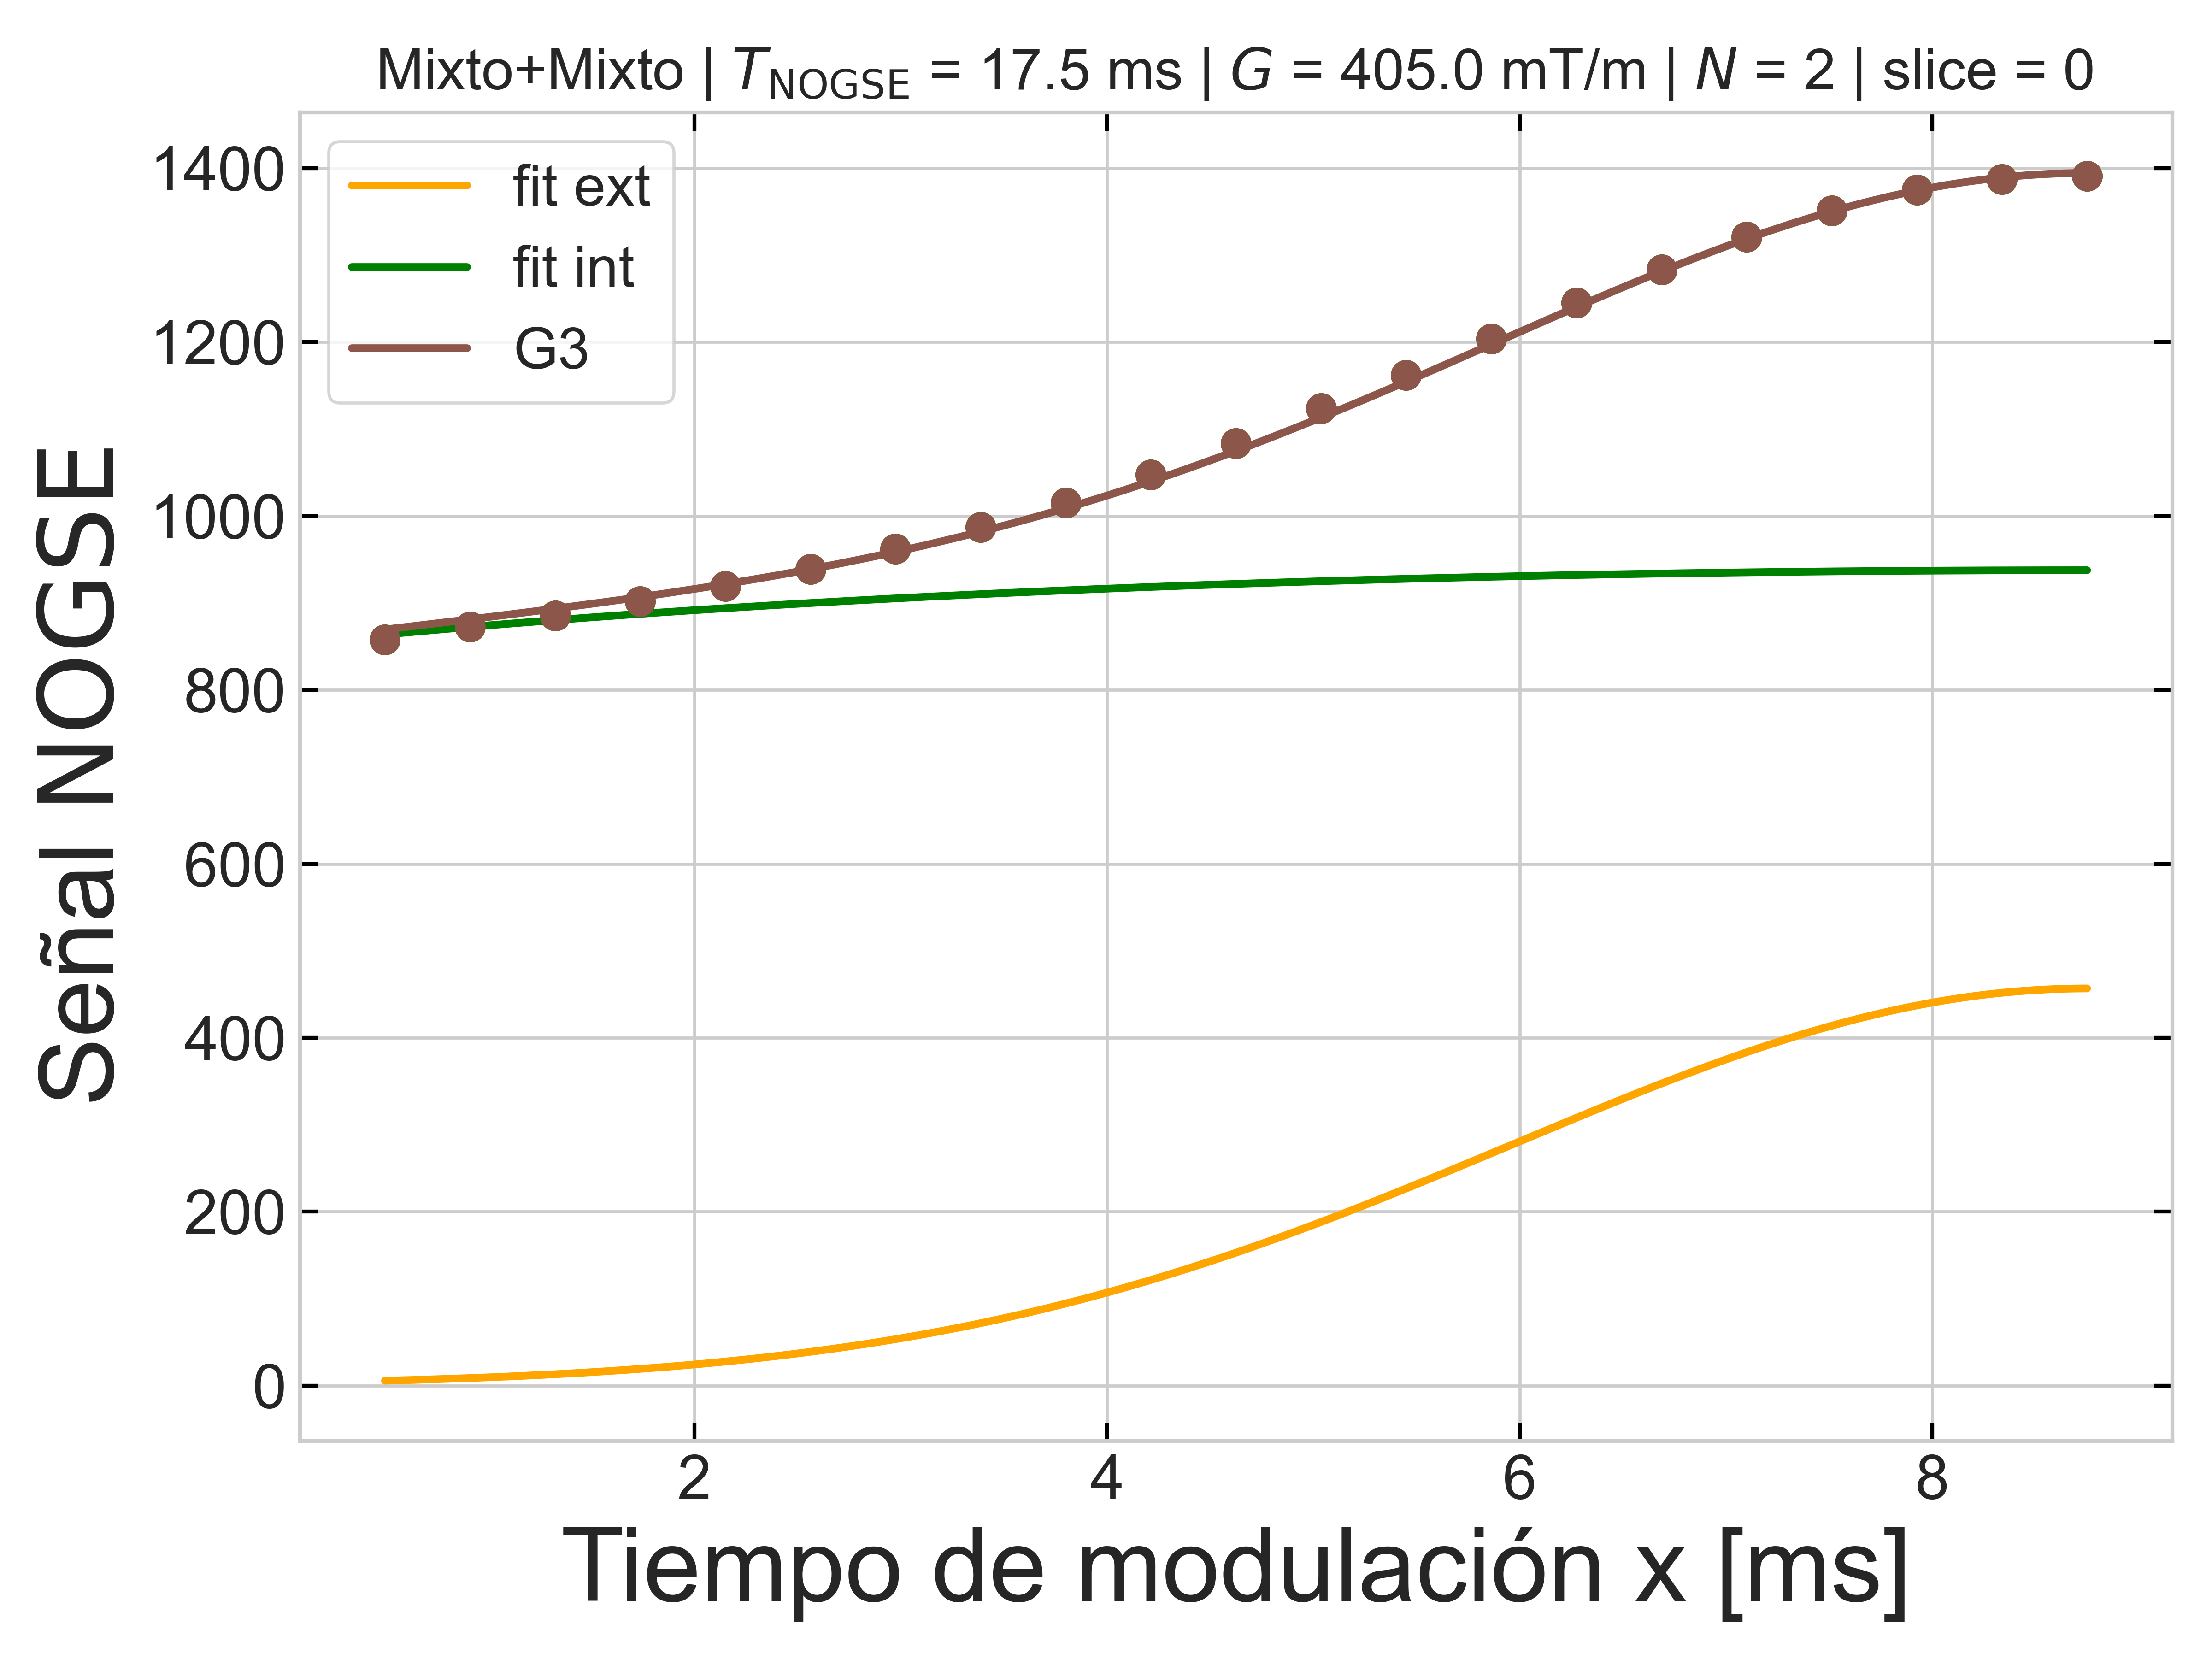 Mixto+Mixto | T_NOGSE = 17.5 ms | G = 405.0 mT/m | N = 2 | slice = 0
fit ext
fit int
G3
Señal NOGSE
1400
1200
1000
800
600
400
200
0
2 4 6 8
Tiempo de modulación x [ms]